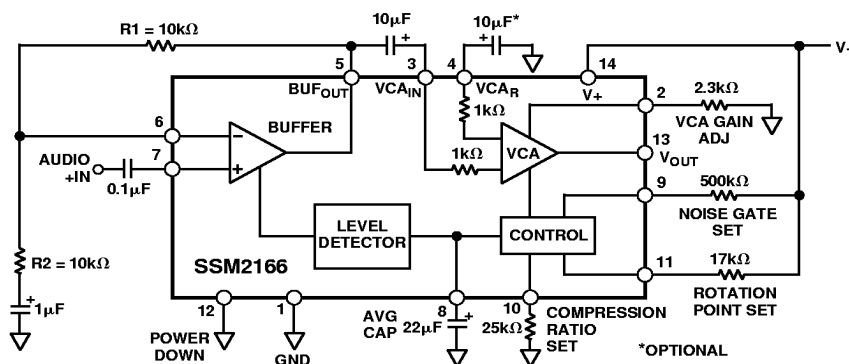 R1 = 10kΩ
10μF
+
10μF*
+
V+
5
3
4
14
BUFOUT
VCAIN
VCAR
V+
1kΩ
2
2.3kΩ
VCA GAIN
ADJ
6
BUFFER
−
+
AUDIO
+IN
7
0.1μF
1kΩ
VCA
13
VOUT
9
500kΩ
NOISE GATE
SET
LEVEL
DETECTOR
CONTROL
SSM2166
R2 = 10kΩ
11
17kΩ
ROTATION
POINT SET
+
1μF
12
1
8
+
10
POWER
DOWN
GND
AVG
CAP
22μF
25kΩ
COMPRESSION
RATIO
SET
*OPTIONAL